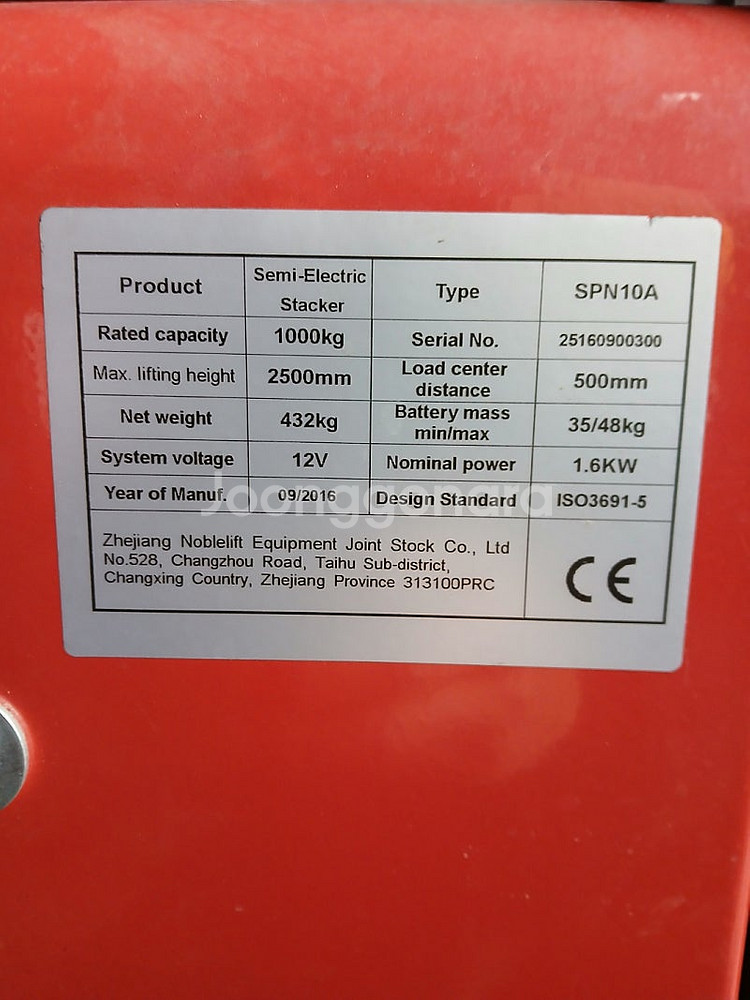 Product Semi-Electric Stacker Type SPN10A
Rated capacity 1000kg Serial No. 25160900300
Max. lifting height 2500mm Load center distance 500mm
Net weight 432kg Battery mass min/max 35/48kg
System voltage 12V Nominal power 1.6KW
Year of Manuf. 09/2016 Design Standard ISO3691-5
Joonggonara
Zhejiang Noblelift Equipment Joint Stock Co., Ltd
No.528, Changzhou Road, Taihu Sub-district,
Changxing Country, Zhejiang Province 313100PRC
CE